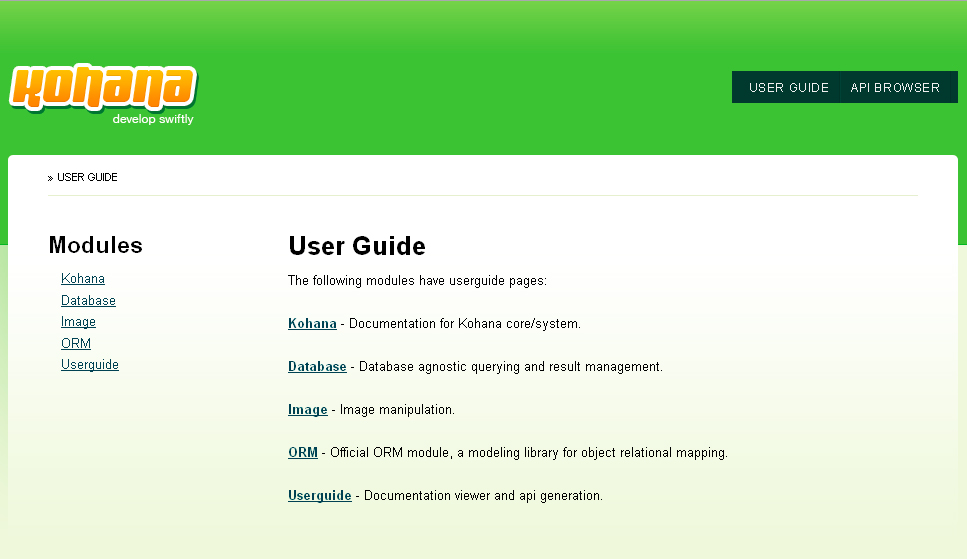 kohana
develop swiftly
USER GUIDE
API BROWSER
» USER GUIDE
Modules
Kohana
Database
Image
ORM
Userguide
User Guide
The following modules have userguide pages:
Kohana - Documentation for Kohana core/system.
Database - Database agnostic querying and result management.
Image - Image manipulation.
ORM - Official ORM module, a modeling library for object relational mapping.
Userguide - Documentation viewer and api generation.